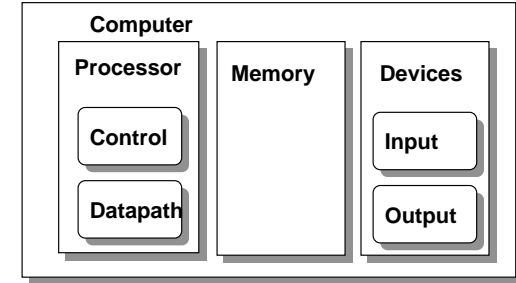 Computer
Processor
Control
Datapath
Memory
Devices
Input
Output